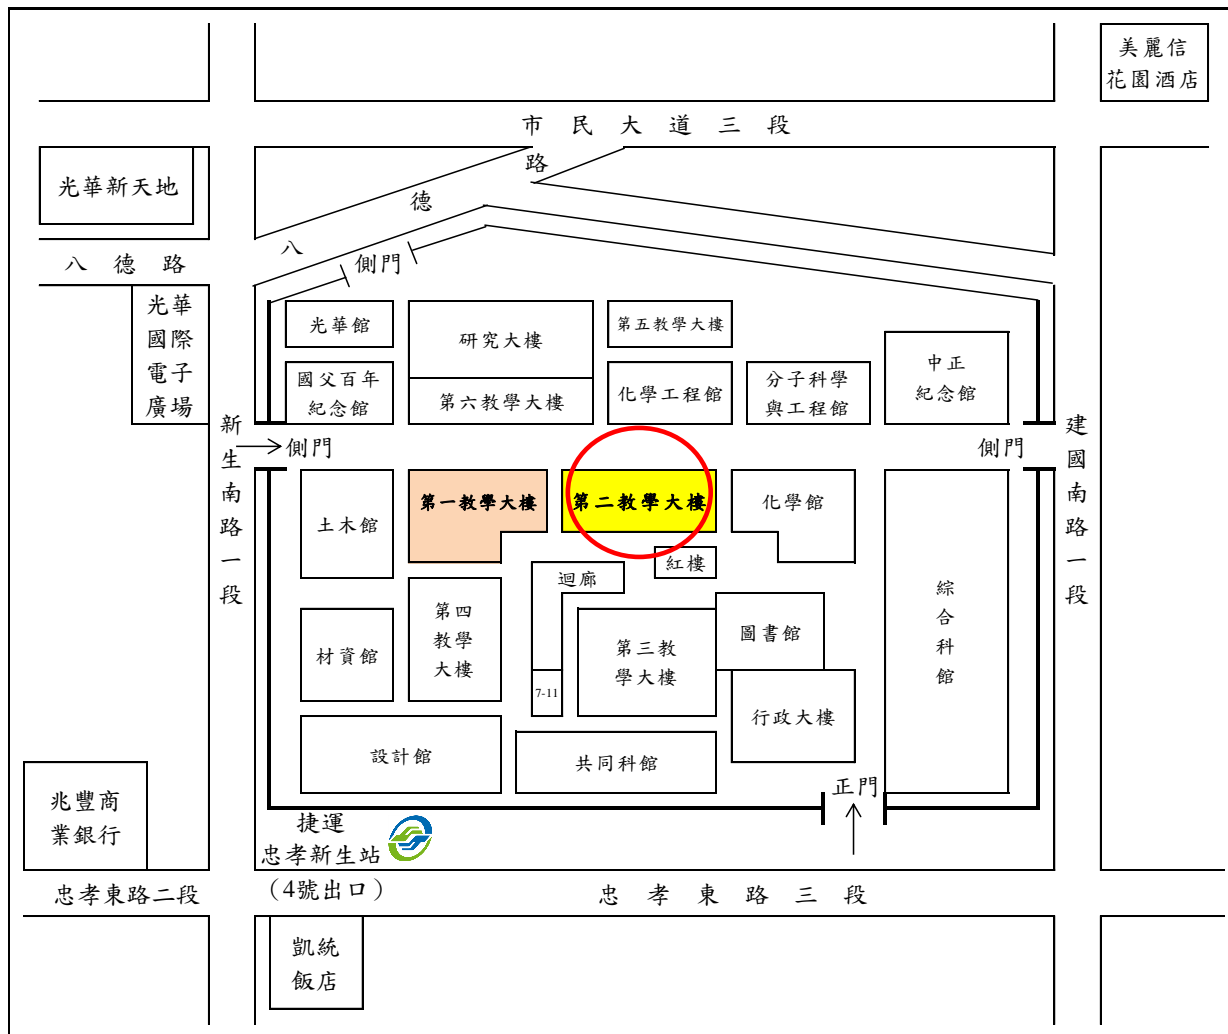 美麗信
花園酒店
市民大道三段
光華新天地
八德路
八德路
側門
光華
國際
電子
廣場
光華館
研究大樓
第五教學大樓
國父百年
紀念館
第六教學大樓
化學工程館
分子科學
與工程館
中正
紀念館
新生南路一段
側門
側門
建國南路一段
土木館
第一教學大樓
第二教學大樓
化學館
紅樓
迴廊
綜合科館
材資館
第四
教學
大樓
第三教
學大樓
圖書館
7-11
行政大樓
設計館
共同科館
正門
兆豐商
業銀行
捷運
忠孝新生站
（4號出口）
忠孝東路二段
忠孝東路三段
凱統
飯店